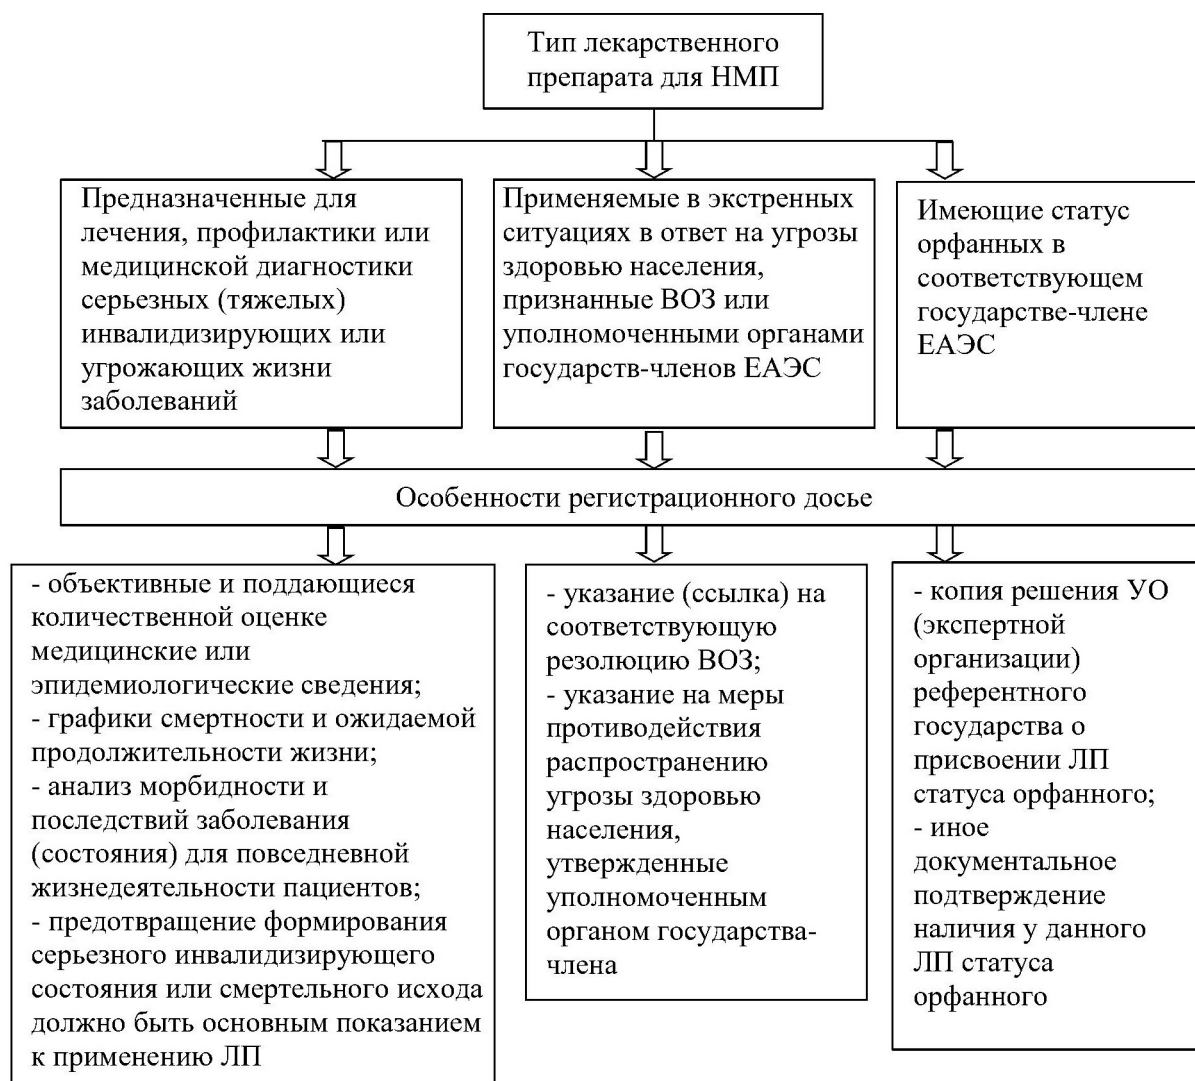 Тип лекарственного
препарата для НМП
Предназначенные для
лечения, профилактики или
медицинской диагностики
серьезных (тяжелых)
инвалидизирующих или
угрожающих жизни
заболеваний
Применяемые в экстренных
ситуациях в ответ на угрозы
здоровью населения,
признанные ВОЗ или
уполномоченными органами
государств-членов ЕАЭС
Имеющие статус
орфанных в
соответствующем
государстве-члене
ЕАЭС
Особенности регистрационного досье
- объективные и поддающиеся
количественной оценке
медицинские или
эпидемиологические сведения;
- графики смертности и ожидаемой
продолжительности жизни;
- анализ морбидности и
последствий заболевания
(состояния) для повседневной
жизнедеятельности пациентов;
- предотвращение формирования
серьезного инвалидизирующего
состояния или смертельного исхода
должно быть основным показанием
к применению ЛП
- указание (ссылка) на
соответствующую
резолюцию ВОЗ;
- указание на меры
противодействия
распространению
угрозы здоровью
населения,
утвержденные
уполномоченным
органом государства-
члена
- копия решения УО
(экспертной
организации)
референтного
государства о
присвоении ЛП
статуса орфанного;
- иное
документальное
подтверждение
наличия у данного
ЛП статуса
орфанного